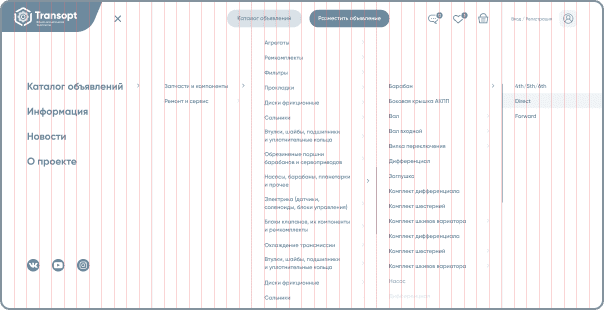 Transopt
Каталог объявлений
Разместить объявление
Вход
Регистрация
Каталог объявлений
Информация
Новости
О проекте
Запчасти и компоненты
Ремонт и сервис
Агрегаты
Ремкомплекты
Фильтры
Прокладки
Диски фрикционные
Сальники
Втулки, шайбы, подшипники
и уплотнительные кольца
Обрезиненые поршни
барабанов и сервоприводов
Насосы, барабаны, планетарки
и прочее
Электрика (датчики,
соленоиды, блоки управления)
Блоки клапанов, их компоненты
и ремкомплекты
Охлаждение трансмиссии
Втулки, шайбы, подшипники
и уплотнительные кольца
Диски фрикционные
Сальники
Барабан
Боковая крышка АКПП
Вал
Вал входной
Вилка переключения
Дифференциал
Заглушка
Комплект дифференциала
Комплект шестерней
Комплект шкивов вариатора
Комплект дифференциала
Комплект шестерней
Комплект шкивов вариатора
Насос
4th/5th/6th
Direct
Forward